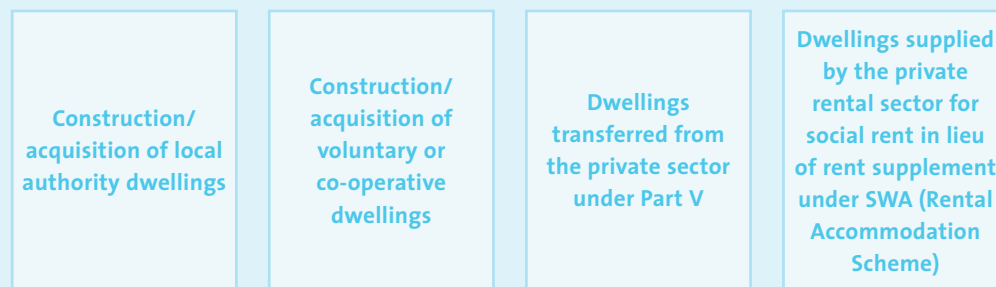 Construction/
acquisition of local
authority dwellings
Construction/
acquisition of
voluntary or
co-operative
dwellings
Dwellings
transferred from
the private sector
under Part V
Dwellings supplied
by the private
rental sector for
social rent in lieu
of rent supplement
under SWA (Rental
Accommodation
Scheme)